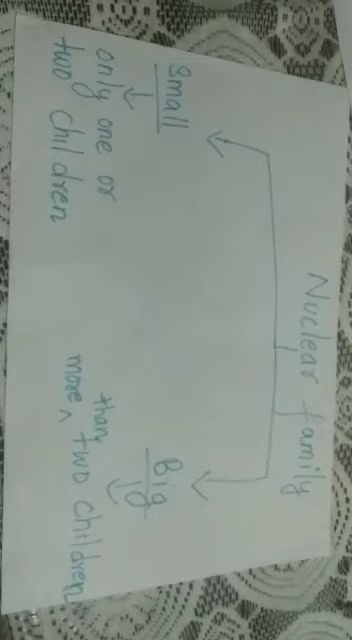 Nuclear family
Small
only one or
two children
Big
than
more ^ two children